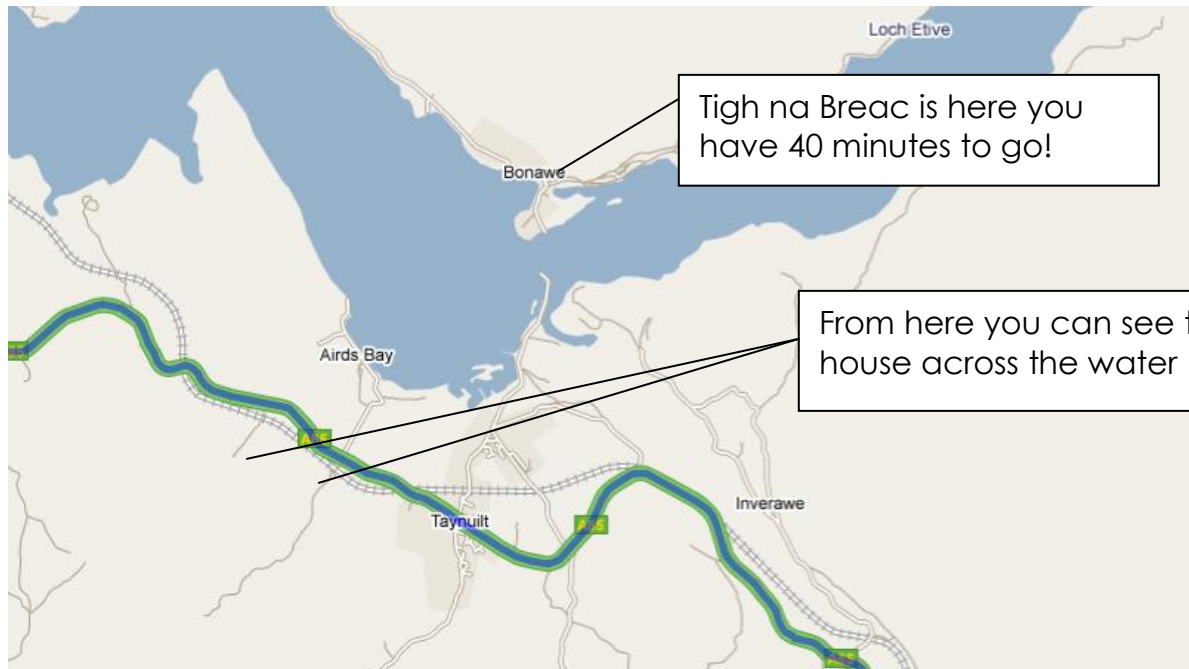 Loch Etive
Tigh na Breac is here you
have 40 minutes to go!
Bonawe
From here you can see
house across the water
Airds Bay
A85
Taynuilt
A85
Inverawe
A85